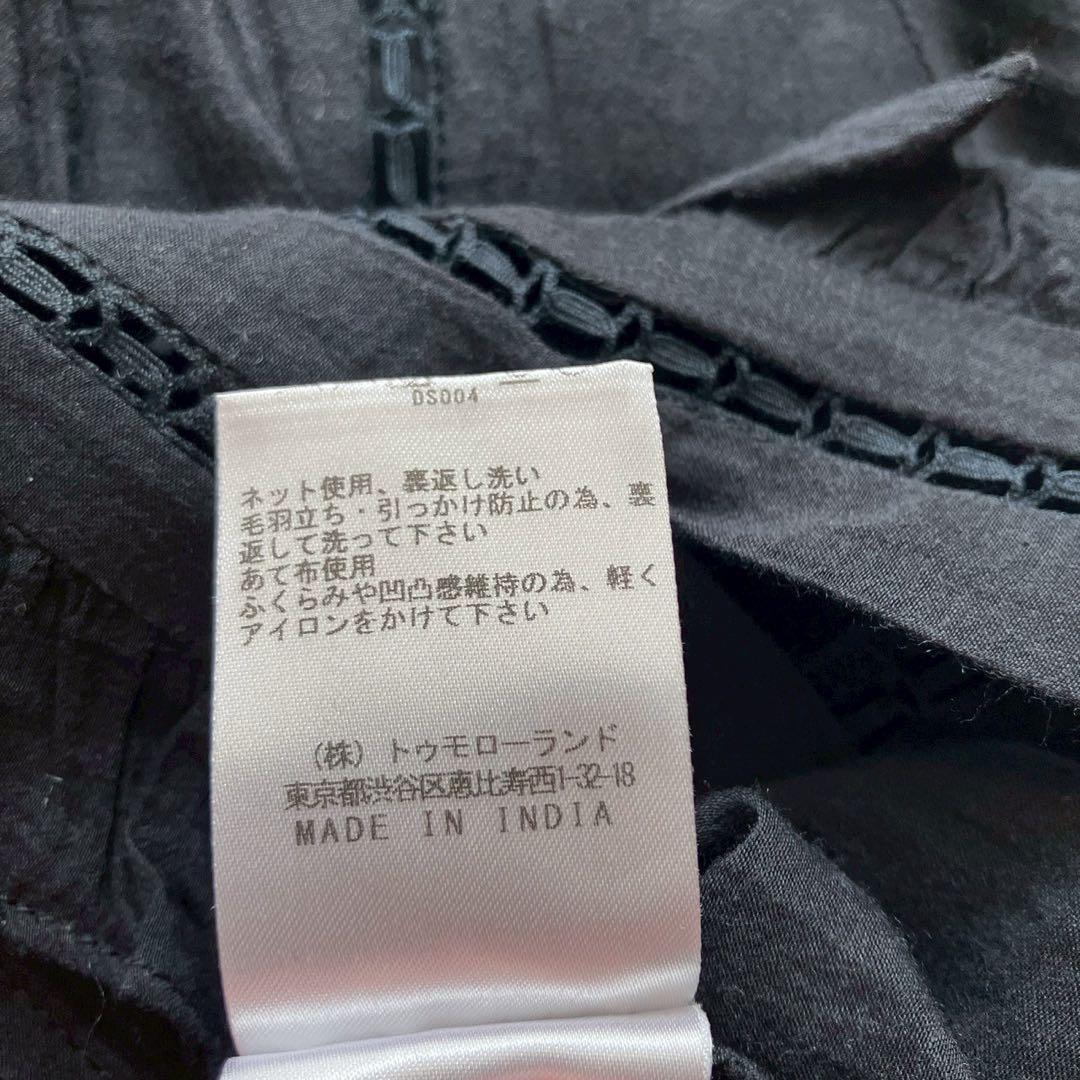 DS004
ネット使用、裏返し洗い
毛羽立ち・引っかけ防止の為、裏
返して洗って下さい
あて布使用
ふくらみや凹凸感維持の為、軽く
アイロンをかけて下さい
(株) トゥモローランド
東京都渋谷区恵比寿西1-32-18
MADE IN INDIA